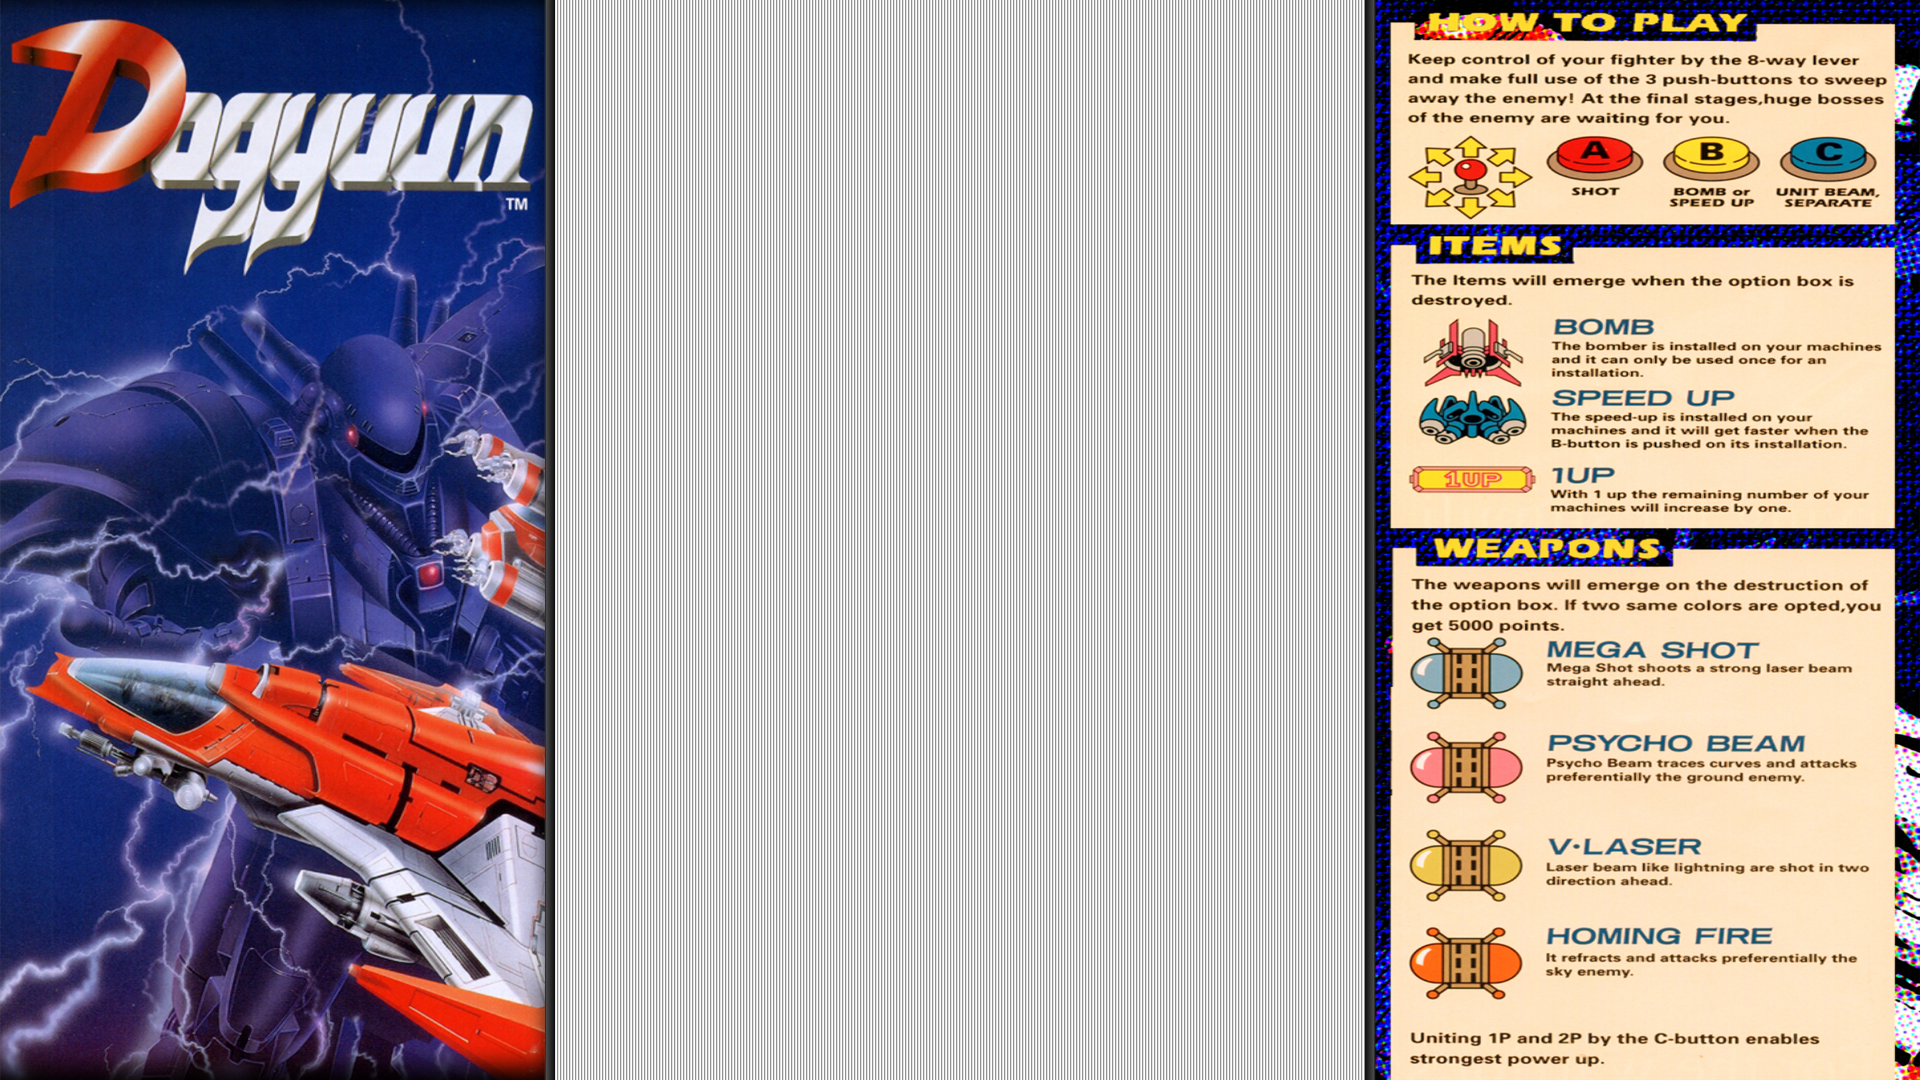 Dogyuun
TM
HOW TO PLAY
Keep control of your fighter by the 8-way lever
and make full use of the 3 push-buttons to sweep
away the enemy! At the final stages,huge bosses
of the enemy are waiting for you.
A B C
SHOT
BOMB or
SPEED UP
UNIT BEAM,
SEPARATE
ITEMS
The Items will emerge when the option box is
destroyed.
BOMB
The bomber is installed on your machines
and it can only be used once for an
installation.
SPEED UP
The speed-up is installed on your
machines and it will get faster when the
B-button is pushed on its installation.
1UP
1UP
With 1 up the remaining number of your
machines will increase by one.
WEAPONS
The weapons will emerge on the destruction of
the option box. If two same colors are opted,you
get 5000 points.
MEGA SHOT
Mega Shot shoots a strong laser beam
straight ahead.
PSYCHO BEAM
Psycho Beam traces curves and attacks
preferentially the ground enemy.
V·LASER
Laser beam like lightning are shot in two
direction ahead.
HOMING FIRE
It refracts and attacks preferentially the
sky enemy.
Uniting 1P and 2P by the C-button enables
strongest power up.